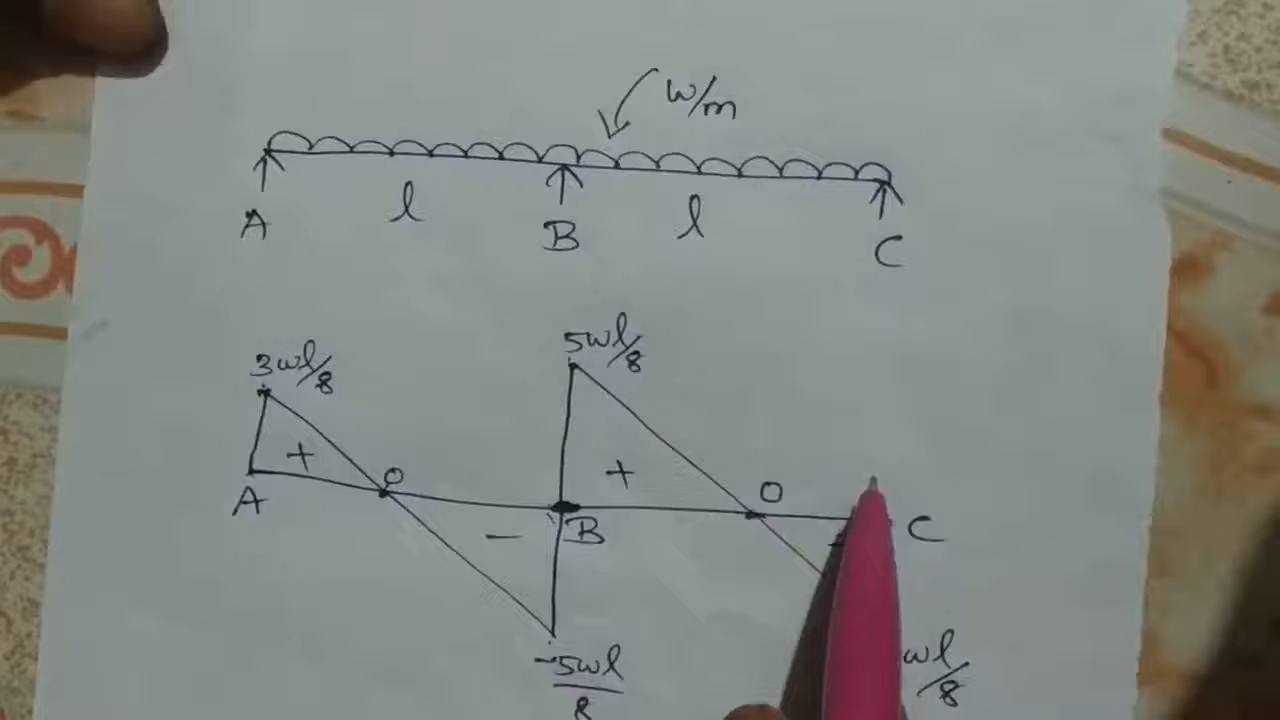 w/m
l l
A B C
3wl/8 5wl/8
+ + 
O O
A - B C
-5wl/8 wl/8